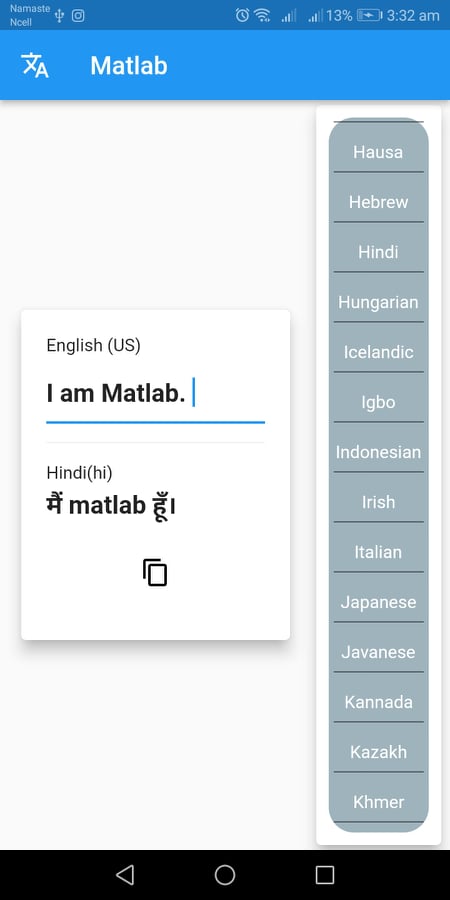 Namaste
Ncell
13%
3:32 am
Matlab
English (US)
I am Matlab.
Hindi(hi)
मैं matlab हूँ।
Hausa
Hebrew
Hindi
Hungarian
Icelandic
Igbo
Indonesian
Irish
Italian
Japanese
Javanese
Kannada
Kazakh
Khmer